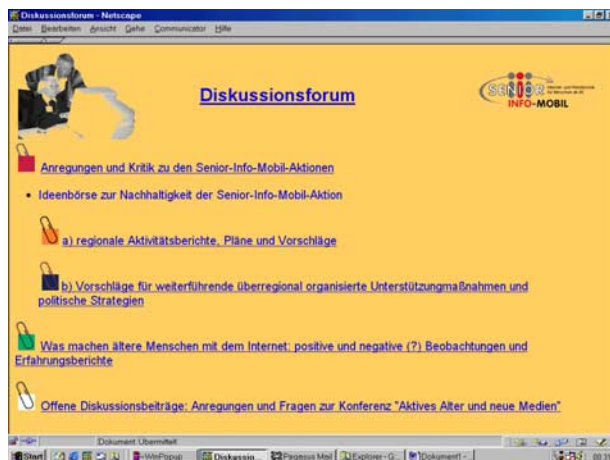 Diskussionsforum - Netscape
Datei Bearbeiten Ansicht Gehe Communicator Hilfe
Diskussionsforum
SENIOR
INFO-MOBIL
Anregungen und Kritik zu den Senior-Info-Mobil-Aktionen
• Ideenbörse zur Nachhaltigkeit der Senior-Info-Mobil-Aktion
a) regionale Aktivitätsberichte, Pläne und Vorschläge
b) Vorschläge für weiterführende überregional organisierte Unterstützungmaßnahmen und
politische Strategien
Was machen ältere Menschen mit dem Internet: positive und negative (?) Beobachtungen und
Erfahrungsberichte
Offene Diskussionsbeiträge: Anregungen und Fragen zur Konferenz "Aktives Alter und neue Medien"
Dokument Übermittelt
Start WinPopup Diskussio... Pegasus Mail Explorer - G... Dokument1 -...